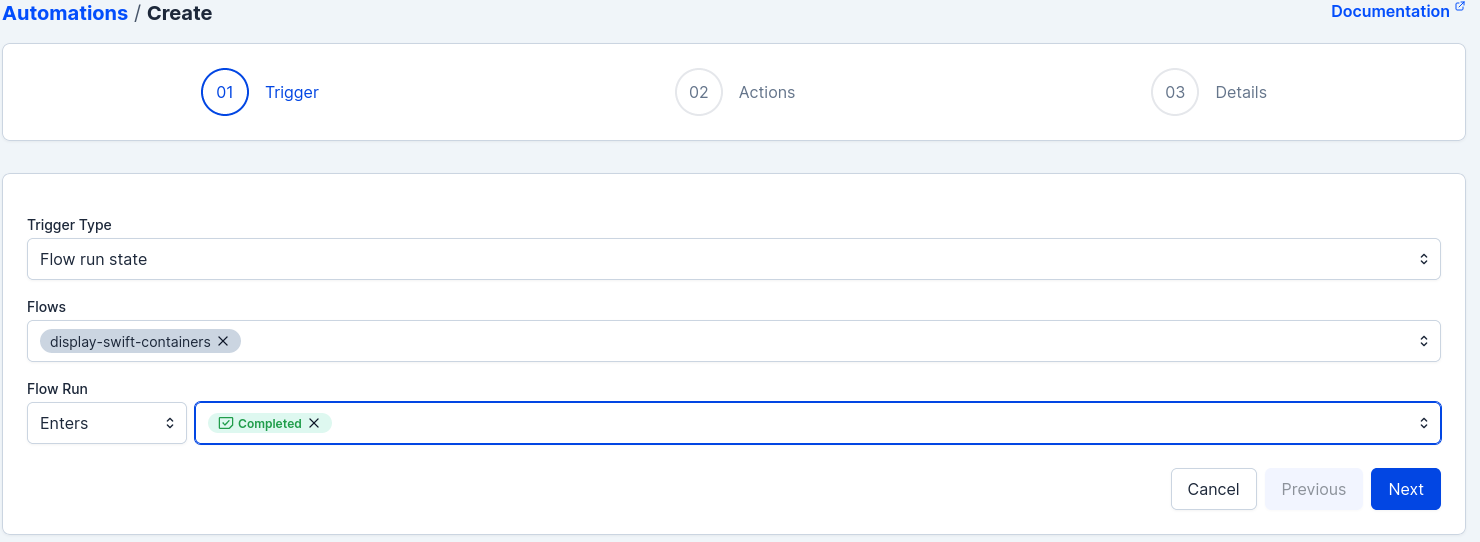 Automations / Create
Documentation
01 Trigger
02 Actions
03 Details
Trigger Type
Flow run state
Flows
display-swift-containers
Flow Run
Enters
Completed
Cancel
Previous
Next